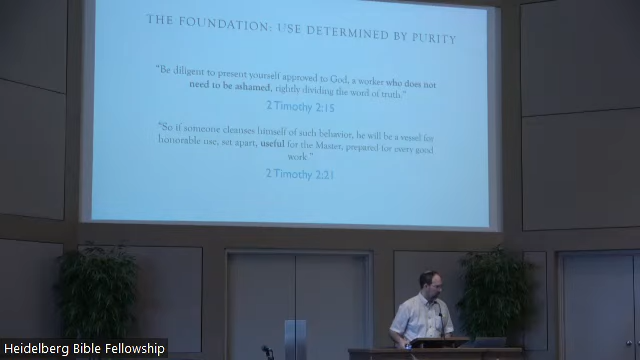 THE FOUNDATION: USE DETERMINED BY PURITY
“Be diligent to present yourself approved to God, a worker who does not
need to be ashamed, rightly dividing the word of truth.”
2 Timothy 2:15
“So if someone cleanses himself of such behavior, he will be a vessel for
honorable use, set apart, useful for the Master, prepared for every good
work.”
2 Timothy 2:21
Heidelberg Bible Fellowship